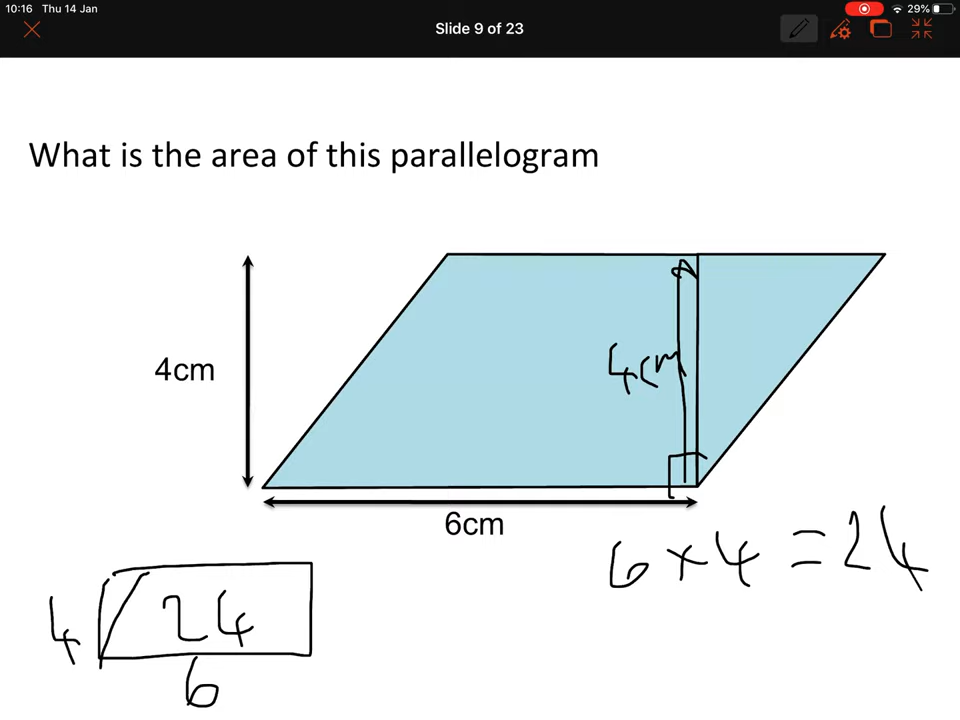 10:16 Thu 14 Jan
29%
Slide 9 of 23
What is the area of this parallelogram
4cm
4cm
6cm
6 × 4 = 24
4
24
6